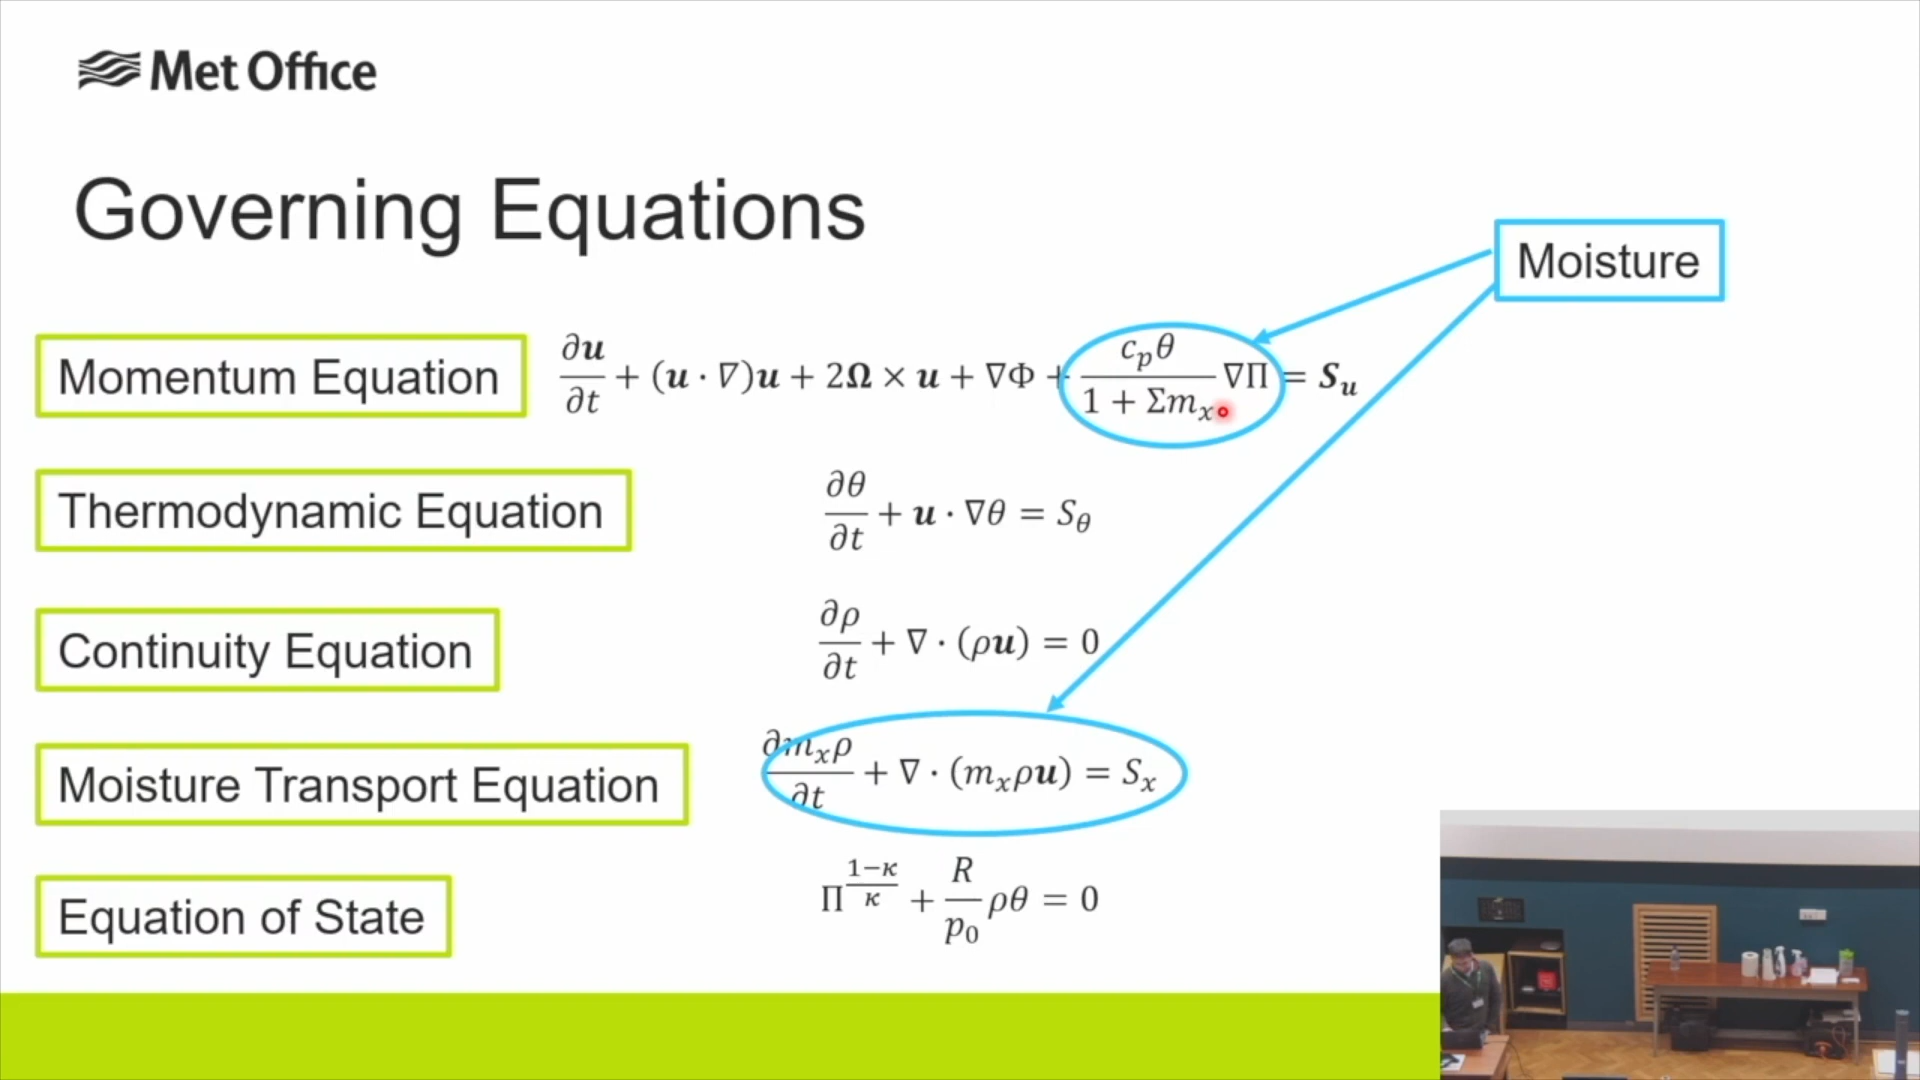 Met Office
Governing Equations
Moisture
Momentum Equation
∂u/∂t + (u · ∇)u + 2Ω × u + ∇Φ + c_pθ/(1 + Σm_x) ∇Π = S_u
Thermodynamic Equation
∂θ/∂t + u · ∇θ = S_θ
Continuity Equation
∂ρ/∂t + ∇ · (ρu) = 0
Moisture Transport Equation
∂m_xρ/∂t + ∇ · (m_xρu) = S_x
Equation of State
Π^((1−κ)/κ) + R/p_0 ρθ = 0